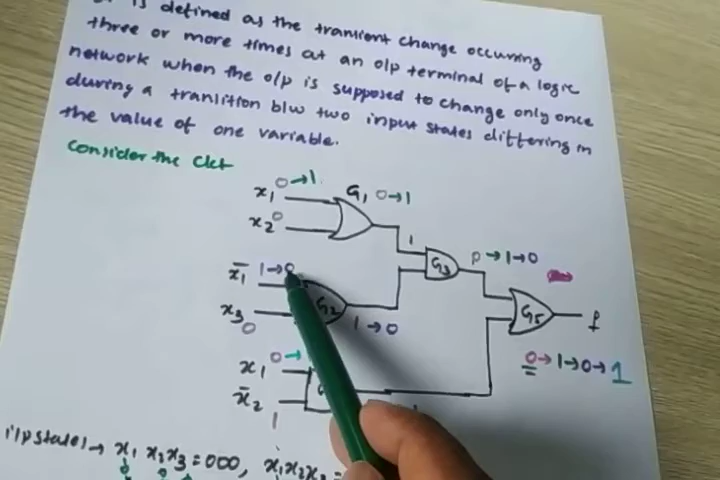 is defined as the transient change occurring
three or more times at an o/p terminal of a logic
network when the o/p is supposed to change only once
during a tranlition b/w two input states differing in
the value of one variable.
Consider the Ckt
x₁ 0→1 G₁ 0→1
x₂ 0
1 G₃ 0→1→0
x̄₁ 1→0
G₂ 1→0
x₃ 0
G₅ f
0→1→0→1
x₁ 0→
x̄₂ 1
i/p states → x₁ x₂ x₃ = 000, x₁x₂x₃ =